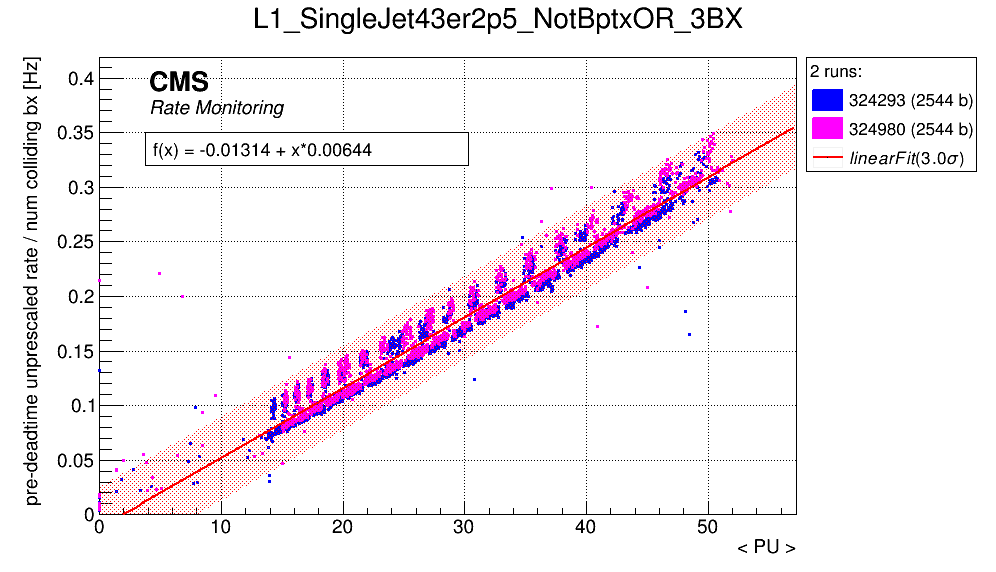 L1_SingleJet43er2p5_NotBptxOR_3BX
pre-deadtime unprescaled rate / num colliding bx [Hz]
0.4
0.35
0.3
0.25
0.2
0.15
0.1
0.05
0
CMS
Rate Monitoring
f(x) = -0.01314 + x*0.00644
2 runs:
324293 (2544 b)
324980 (2544 b)
linearFit(3.0σ)
0 10 20 30 40 50
< PU >